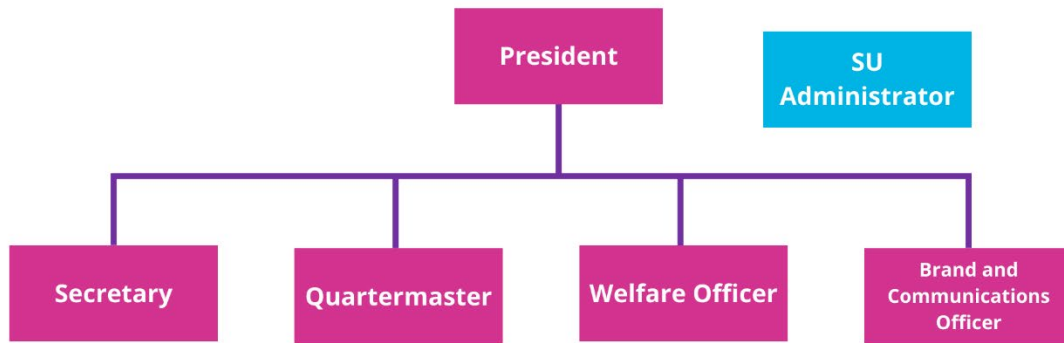 President
SU
Administrator
Secretary
Quartermaster
Welfare Officer
Brand and
Communications
Officer